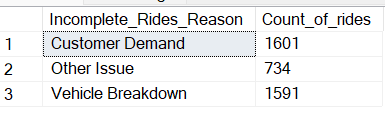 Incomplete_Rides_Reason Count_of_rides
1 Customer Demand 1601
2 Other Issue 734
3 Vehicle Breakdown 1591